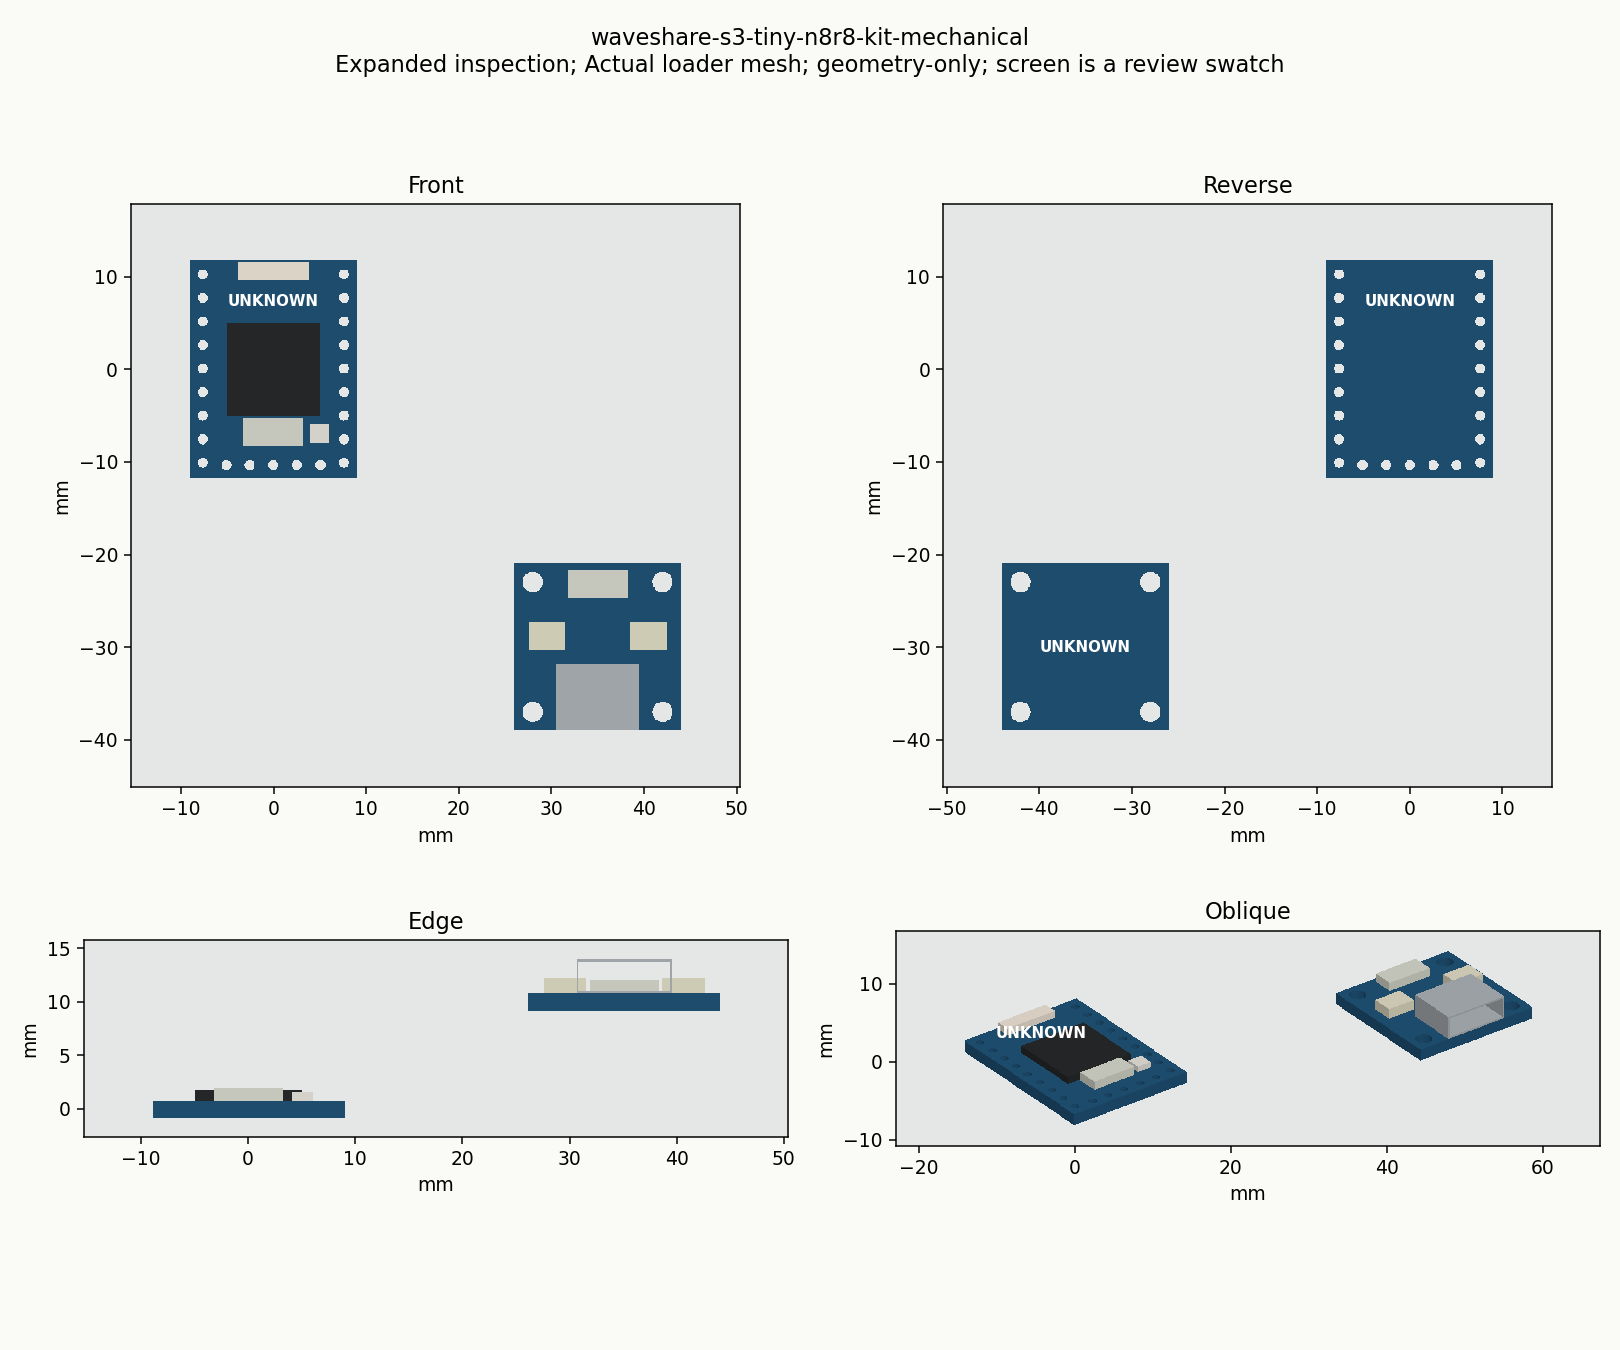 waveshare-s3-tiny-n8r8-kit-mechanical
Expanded inspection; Actual loader mesh; geometry-only; screen is a review swatch
Front
10
0
−10
−20
−30
−40
mm
UNKNOWN
−10
0
10
20
30
40
50
mm
Reverse
10
0
−10
−20
−30
−40
mm
UNKNOWN
UNKNOWN
−50
−40
−30
−20
−10
0
10
mm
Edge
15
10
5
0
mm
−10
0
10
20
30
40
50
mm
Oblique
10
0
−10
mm
UNKNOWN
−20
0
20
40
60
mm